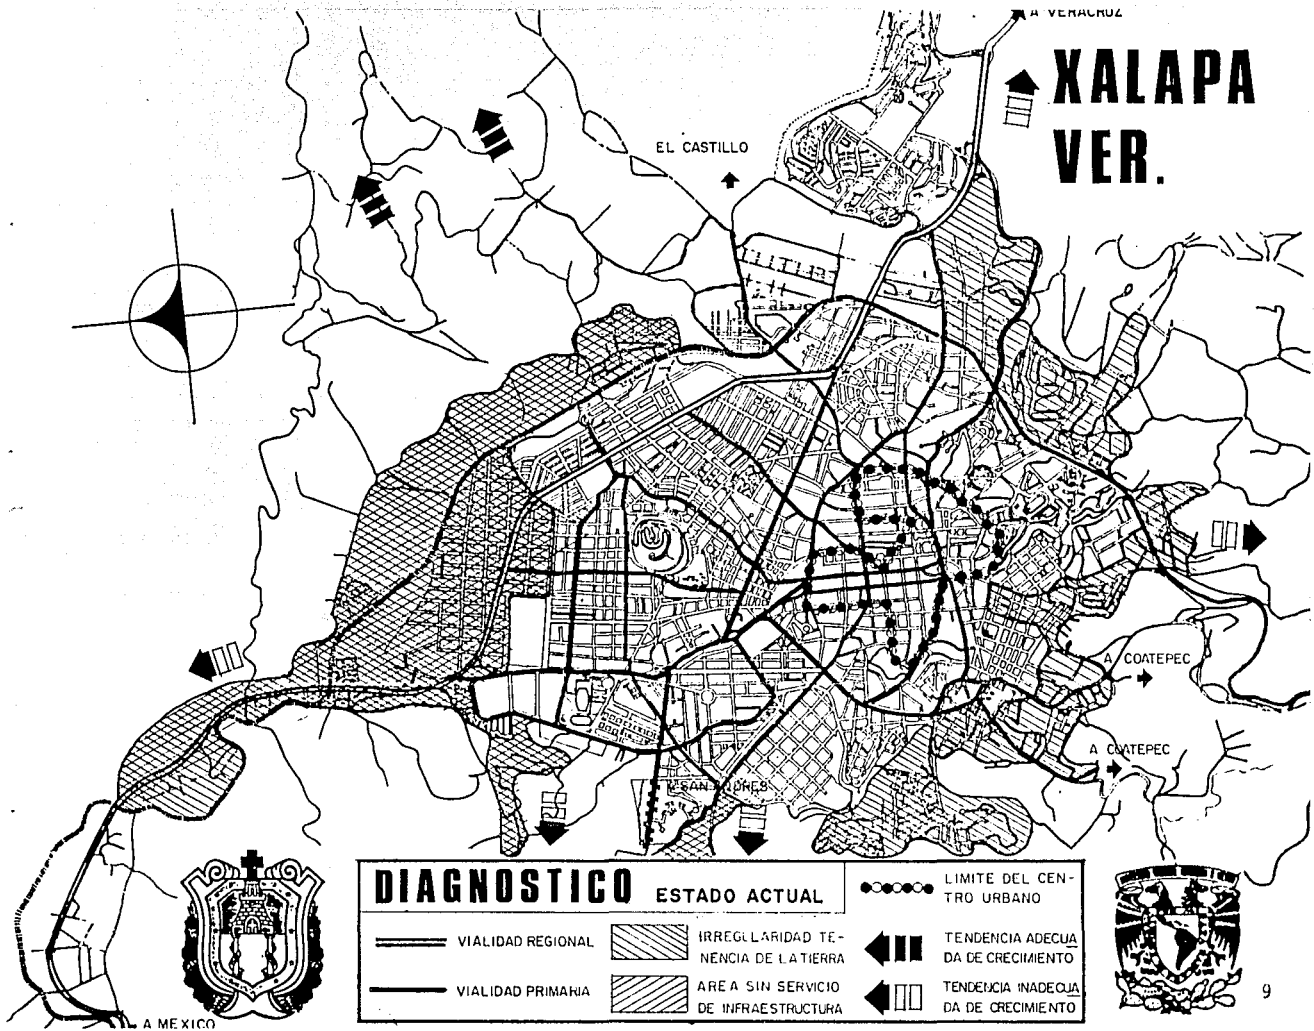 A VERACRUZ
XALAPA
VER.
EL CASTILLO
A COATEPEC
A COATEPEC
SAN ANDRES
DIAGNOSTICO ESTADO ACTUAL
VIALIDAD REGIONAL
VIALIDAD PRIMARIA
IRREGULARIDAD TE-
NENCIA DE LA TIERRA
AREA SIN SERVICIO
DE INFRAESTRUCTURA
LIMITE DEL CEN-
TRO URBANO
TENDENCIA ADECUA
DA DE CRECIMIENTO
TENDENCIA INADECUA
DA DE CRECIMIENTO
9
A MEXICO